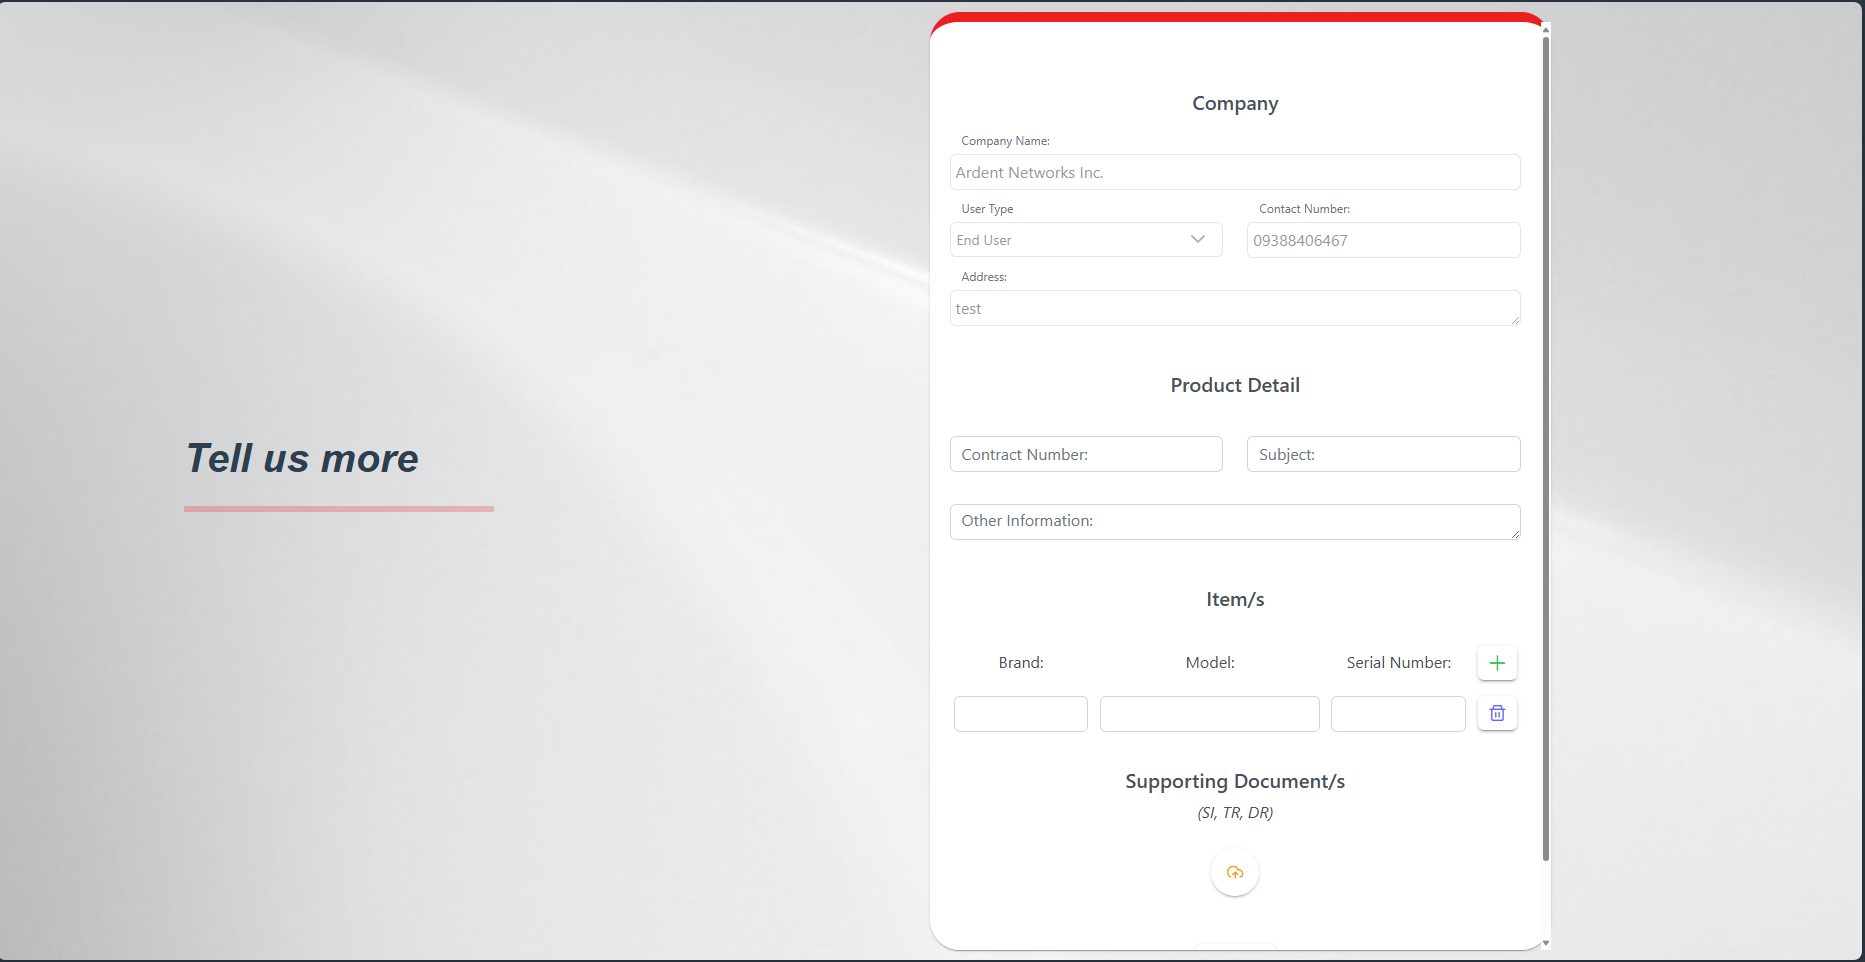 Tell us more
Company
Company Name:
Ardent Networks Inc.
User Type
Contact Number:
End User
09388406467
Address:
test
Product Detail
Contract Number:
Subject:
Other Information:
Item/s
Brand:
Model:
Serial Number:
Supporting Document/s
(SI, TR, DR)